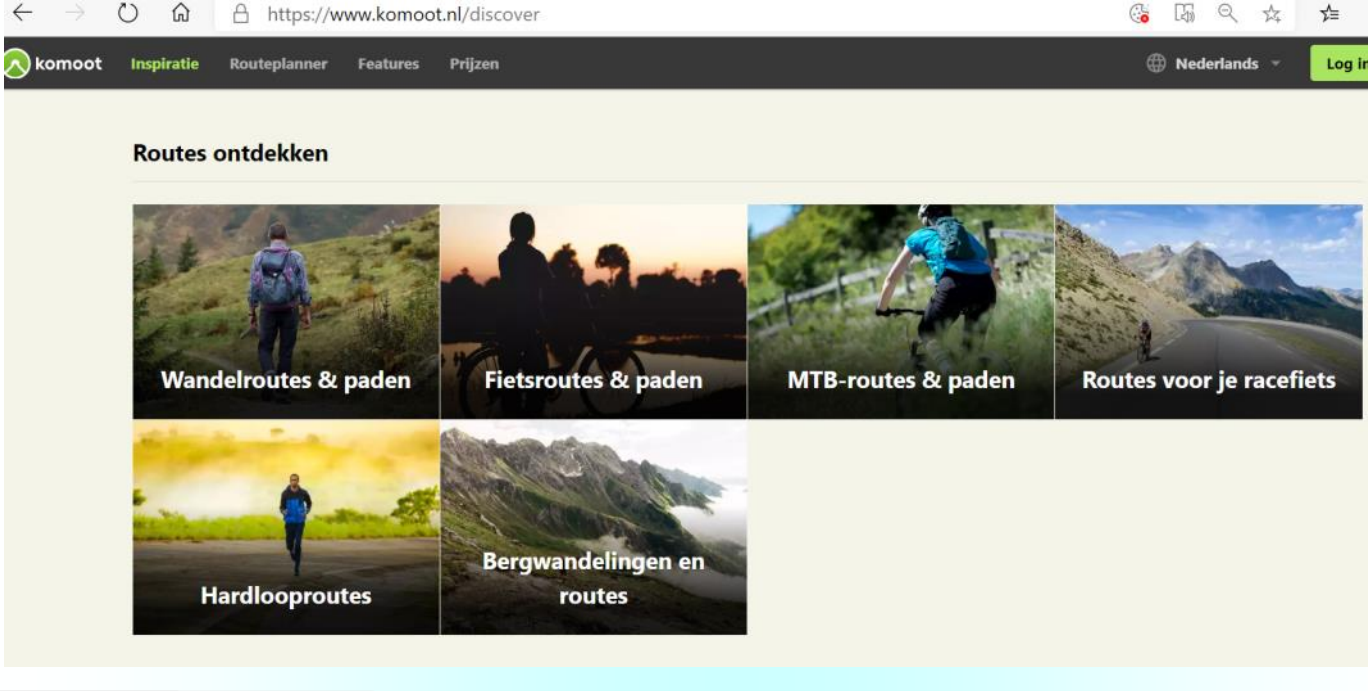 https://www.komoot.nl/discover
komoot Inspiratie Routeplanner Features Prijzen Nederlands Log in
Routes ontdekken
Wandelroutes & paden Fietsroutes & paden MTB-routes & paden Routes voor je racefiets
Hardlooproutes
Bergwandelingen en
routes